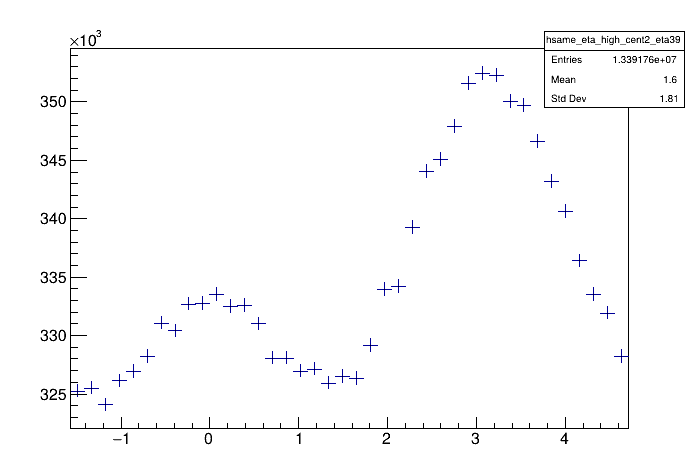 ×10³
hsame_eta_high_cent2_eta39
Entries 1.339176e+07
Mean 1.6
Std Dev 1.81
350
345
340
335
330
325
−1 0 1 2 3 4